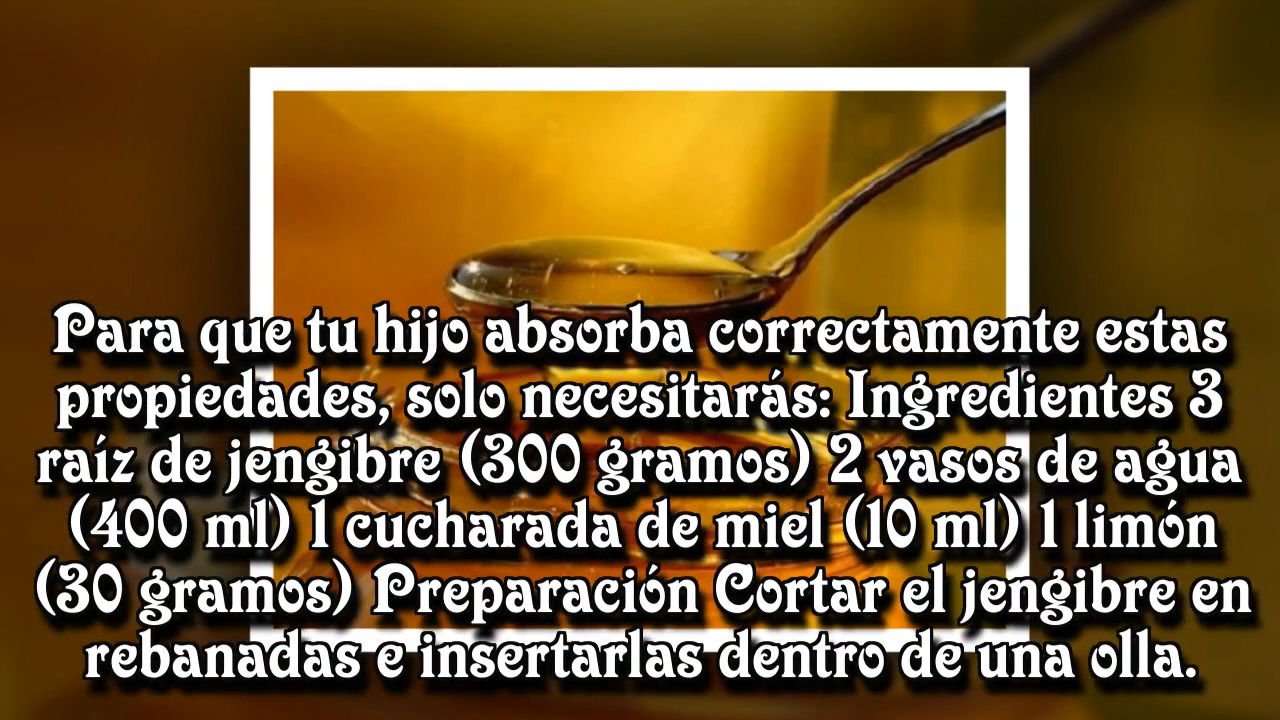 Para que tu hijo absorba correctamente estas
propiedades, solo necesitarás: Ingredientes 3
raíz de jengibre (300 gramos) 2 vasos de agua
(400 ml) 1 cucharada de miel (10 ml) 1 limón
(30 gramos) Preparación Cortar el jengibre en
rebanadas e insertarlas dentro de una olla.